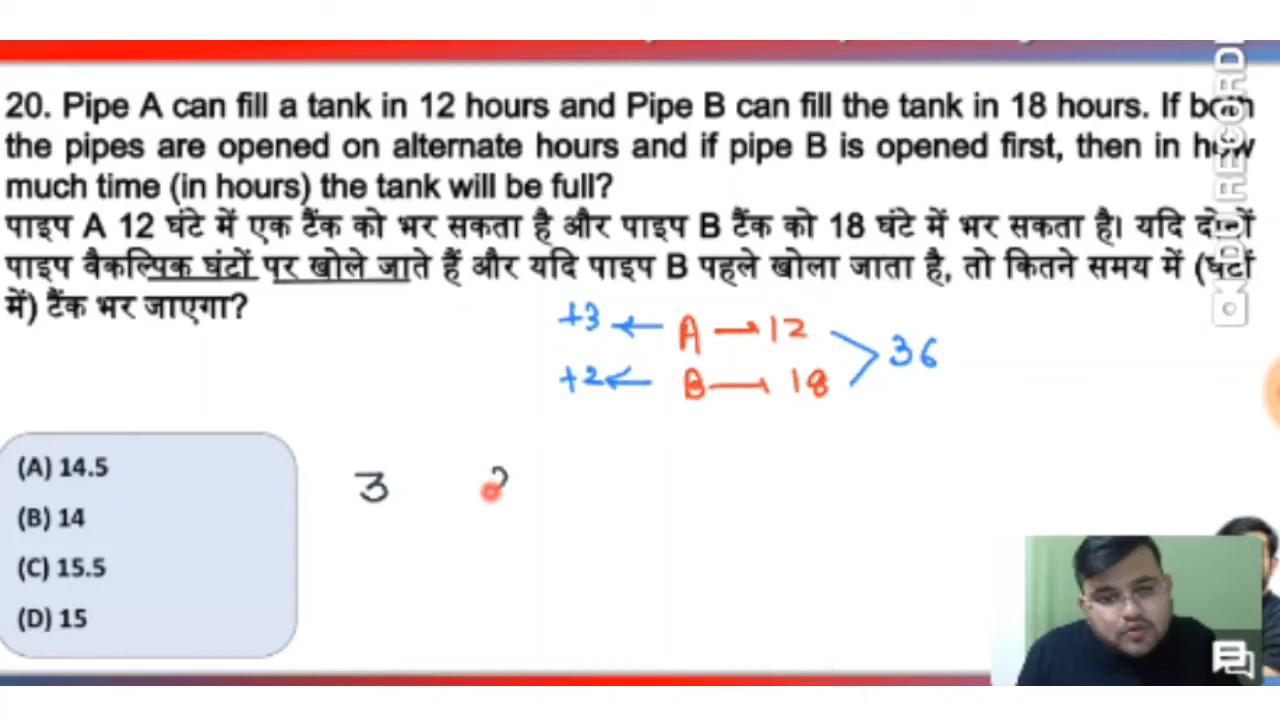 20. Pipe A can fill a tank in 12 hours and Pipe B can fill the tank in 18 hours. If both
the pipes are opened on alternate hours and if pipe B is opened first, then in how
much time (in hours) the tank will be full?
पाइप A 12 घंटे में एक टैंक को भर सकता है और पाइप B टैंक को 18 घंटे में भर सकता है। यदि दोनों
पाइप वैकल्पिक घंटों पर खोले जाते हैं और यदि पाइप B पहले खोला जाता है, तो कितने समय में (घंटों
में) टैंक भर जाएगा?
+3 ← A → 12
+2 ← B → 18
36
(A) 14.5
(B) 14
(C) 15.5
(D) 15
3 2
DU RECORD